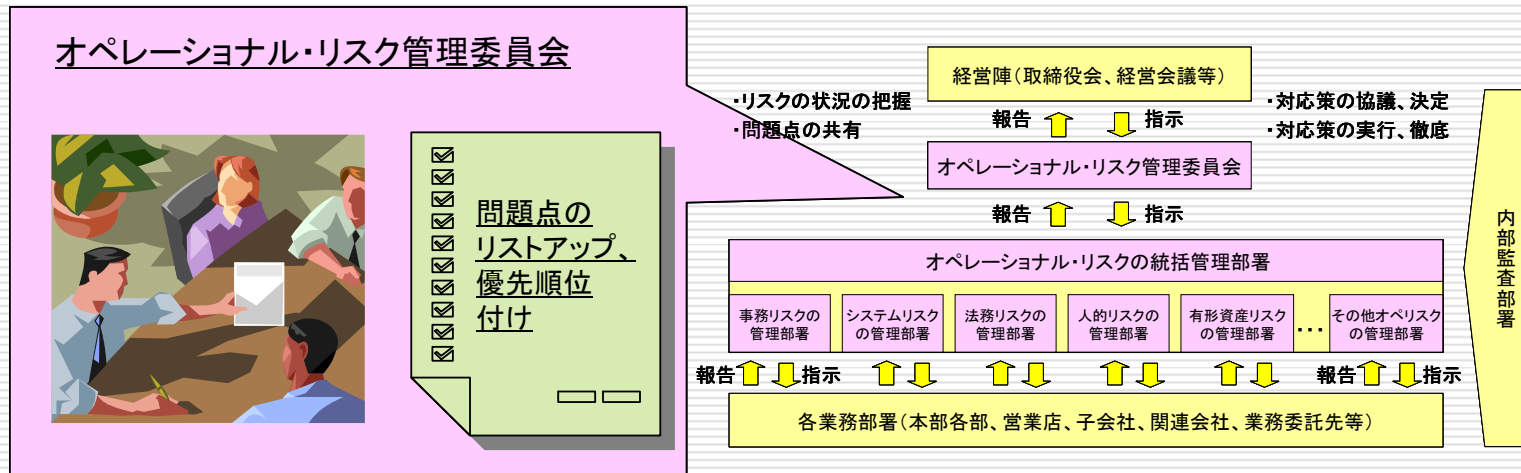 オペレーショナル・リスク管理委員会
問題点の
リストアップ、
優先順位
付け
経営陣(取締役会、経営会議等)
・リスクの状況の把握
・問題点の共有
報告
指示
・対応策の協議、決定
・対応策の実行、徹底
オペレーショナル・リスク管理委員会
報告
指示
オペレーショナル・リスクの統括管理部署
事務リスクの
管理部署
システムリスク
の管理部署
法務リスクの
管理部署
人的リスクの
管理部署
有形資産リスク
の管理部署
…
その他オペリスク
の管理部署
報告
指示
報告
指示
各業務部署(本部各部、営業店、子会社、関連会社、業務委託先等)
内部監査部署